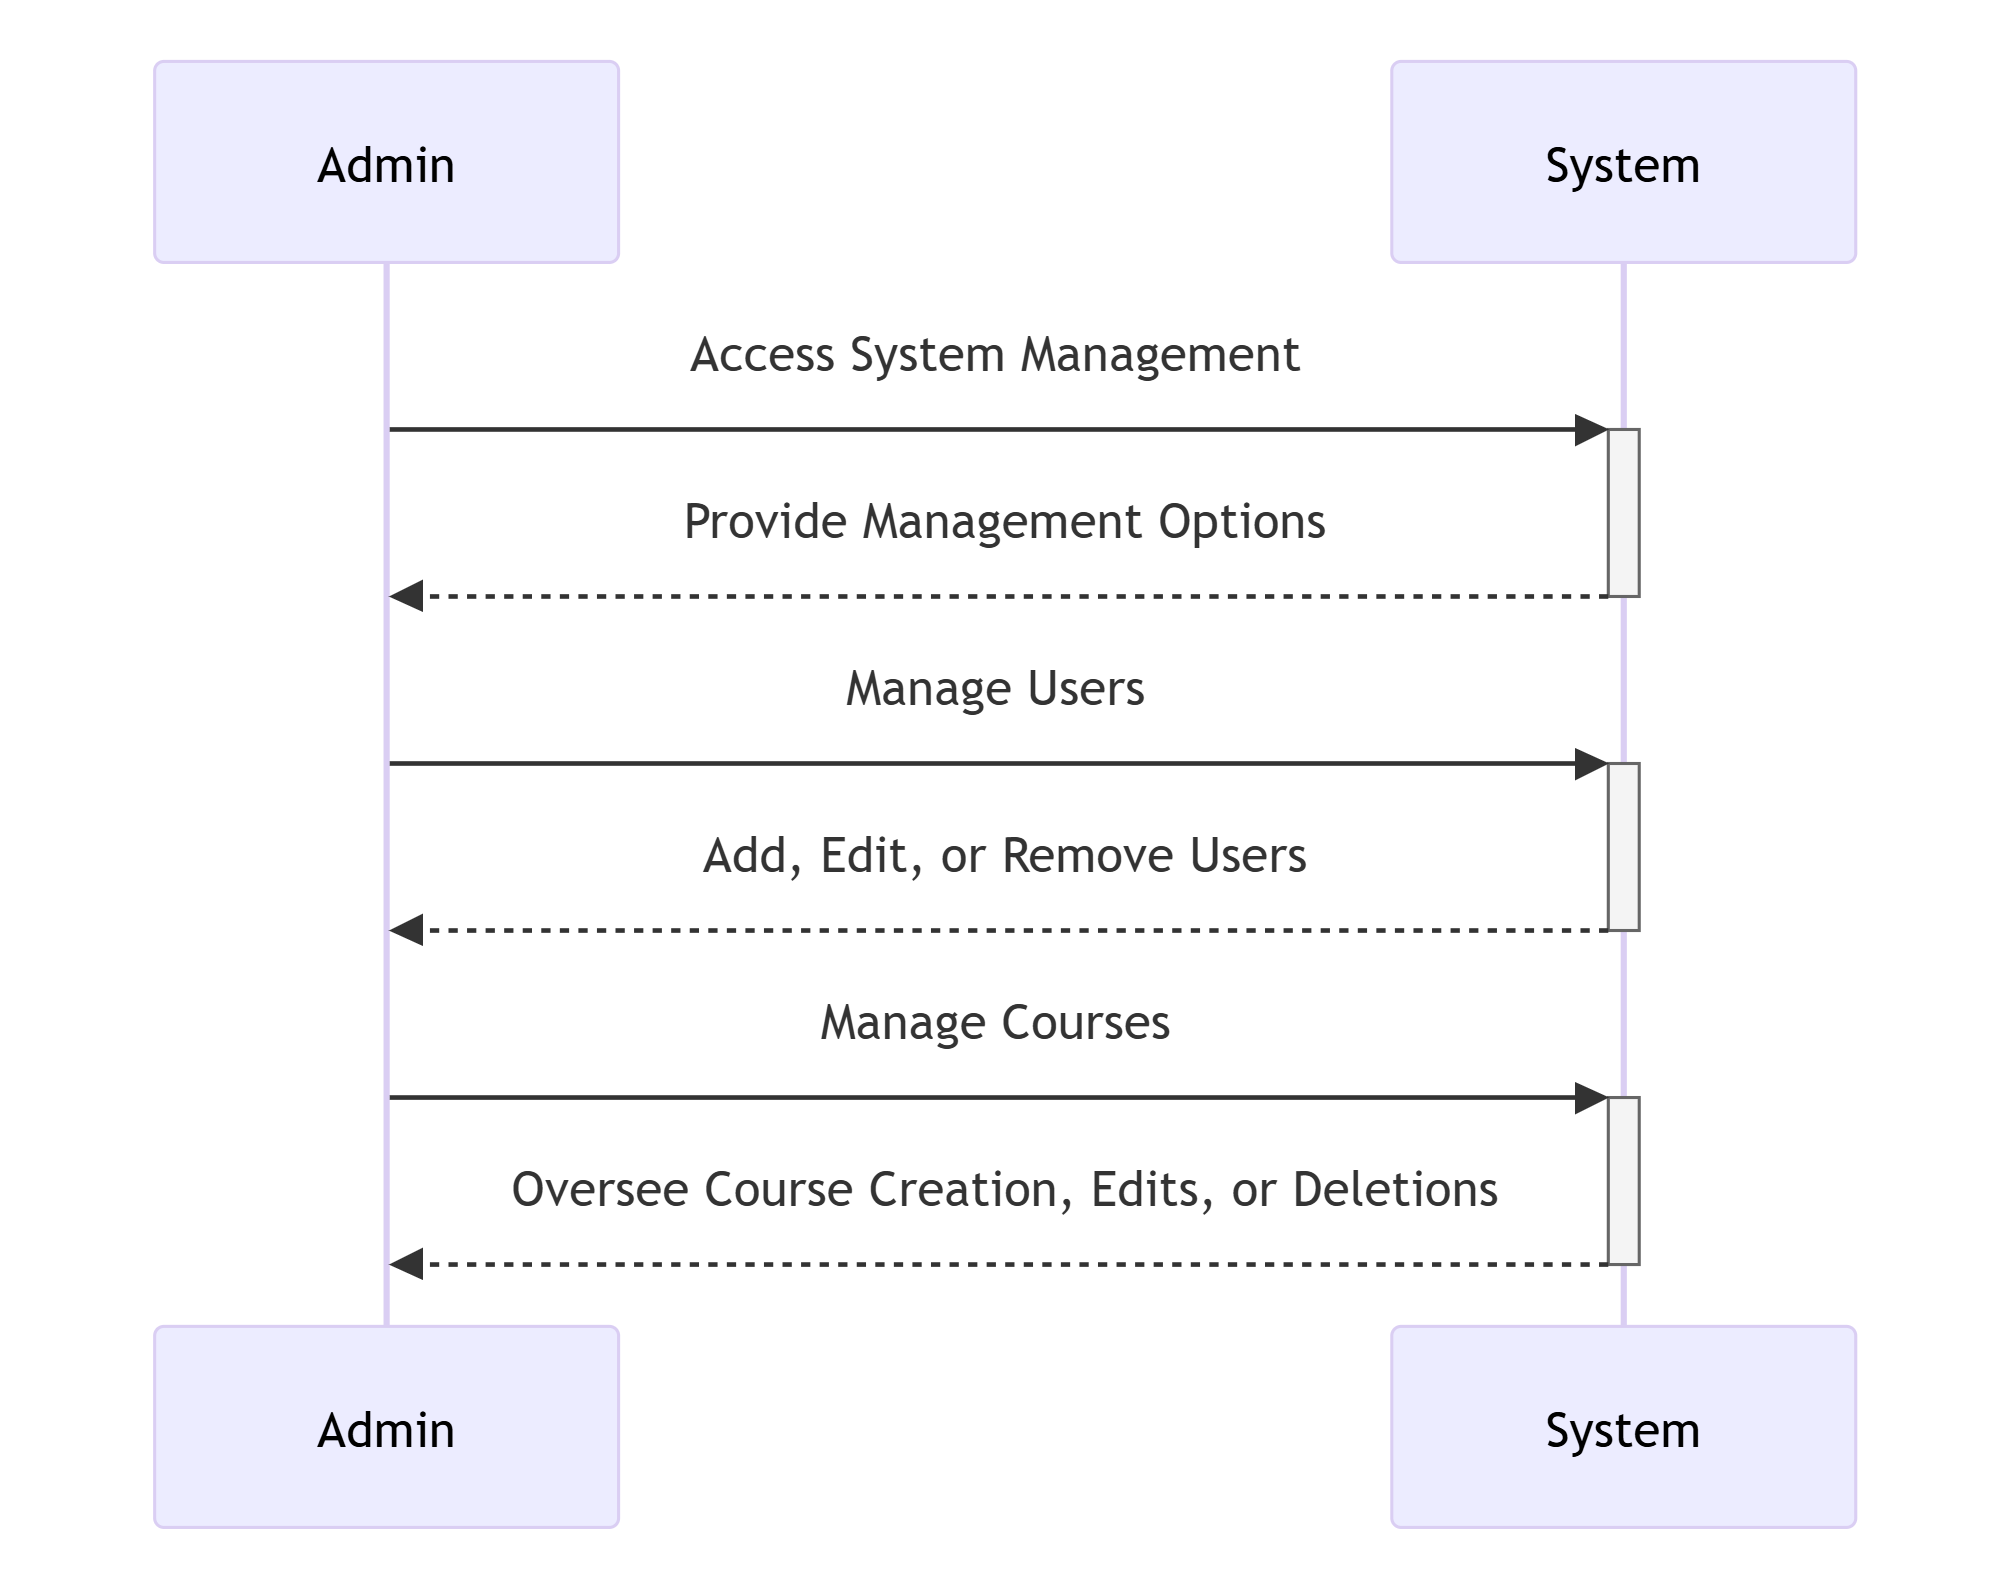 Admin
System
Access System Management
Provide Management Options
Manage Users
Add, Edit, or Remove Users
Manage Courses
Oversee Course Creation, Edits, or Deletions
Admin
System